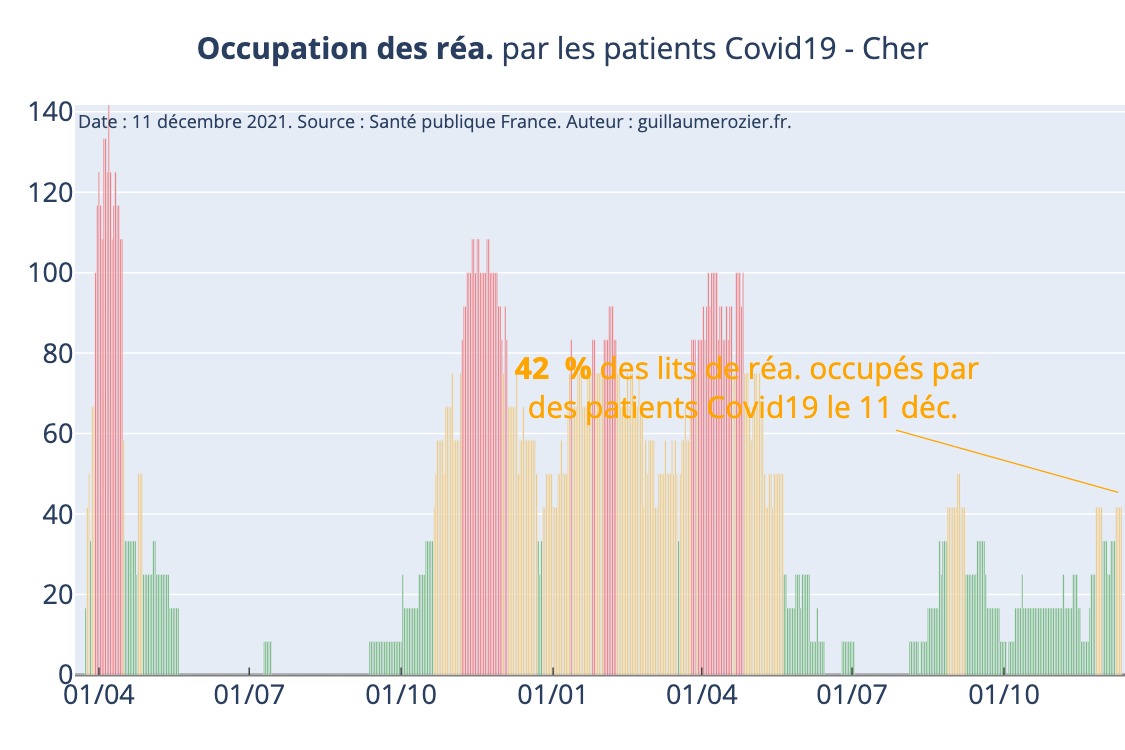 Occupation des réa. par les patients Covid19 - Cher
140
Date : 11 décembre 2021. Source : Santé publique France. Auteur : guillaumerozier.fr.
120
100
80
42 % des lits de réa. occupés par
des patients Covid19 le 11 déc.
60
40
20
0
01/04 01/07 01/10 01/01 01/04 01/07 01/10